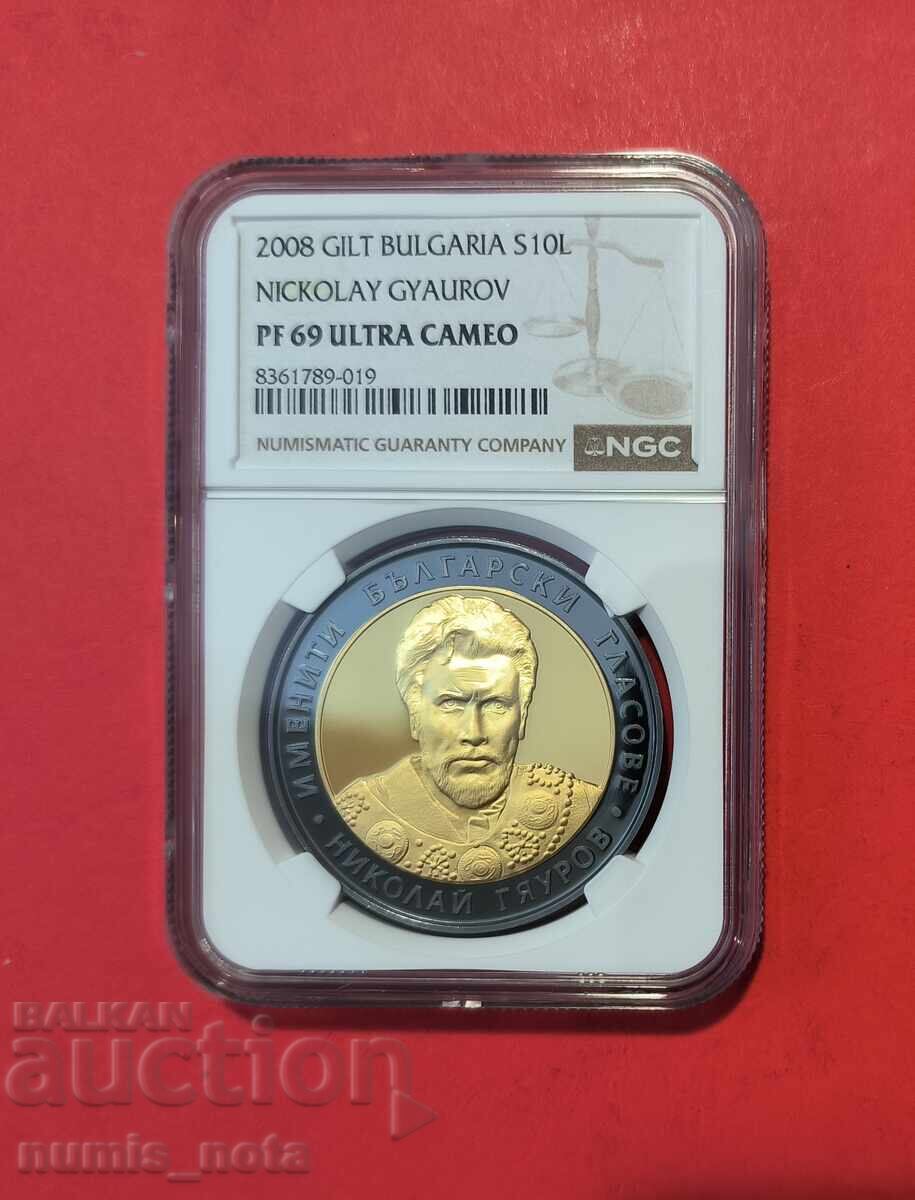 2008 GILT BULGARIA S10L
NICKOLAY GYAUROV
PF 69 ULTRA CAMEO
8361789-019
NUMISMATIC GUARANTY COMPANY
NGC
• ИМЕНИТИ БЪЛГАРСКИ ГЛАСОВЕ •
НИКОЛАЙ ГЯУРОВ
BALKAN
auction
numis_nota